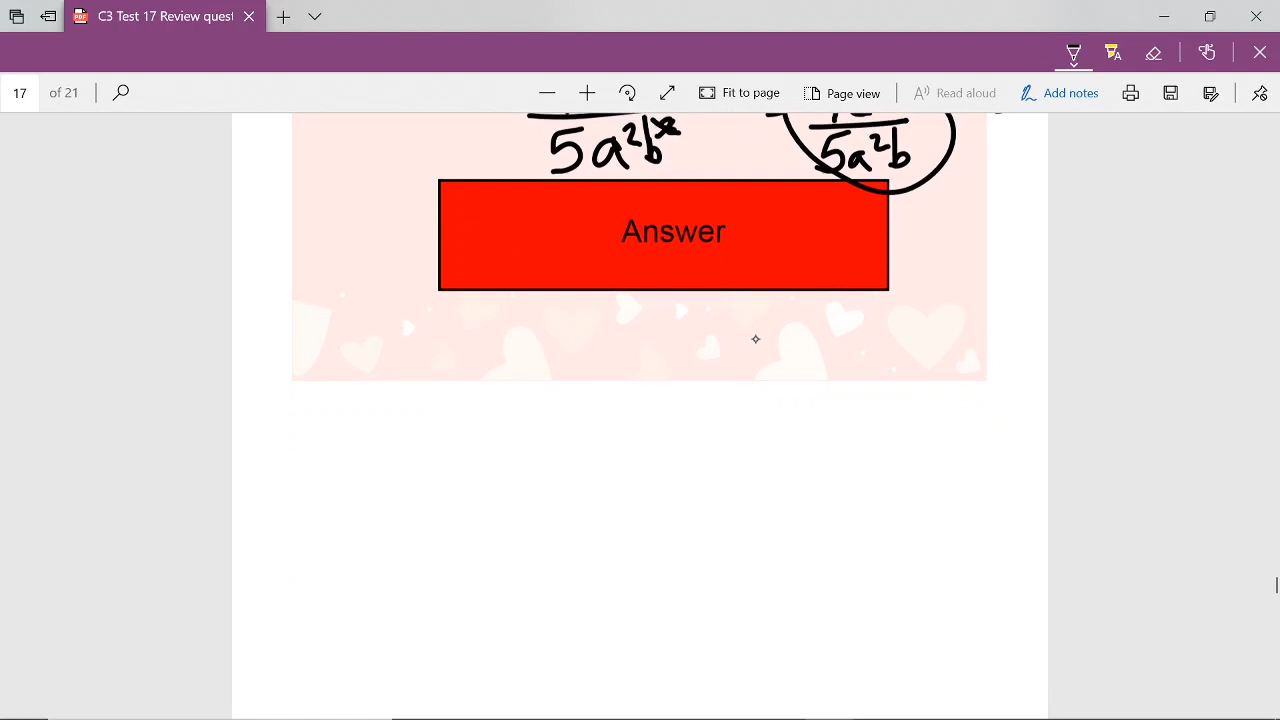 C3 Test 17 Review quest
17 of 21
Fit to page
Page view
Read aloud
Add notes
5a²b
5a²b
Answer